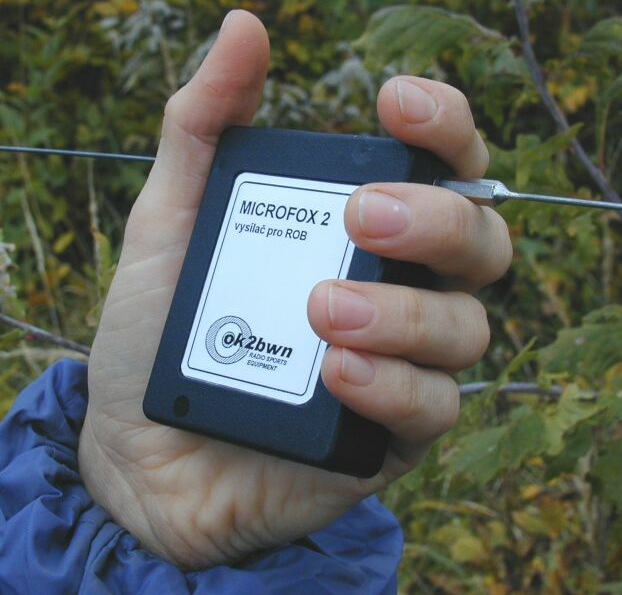 MICROFOX 2
vysílač pro ROB
ok2bwn
RADIO SPORTS
EQUIPMENT